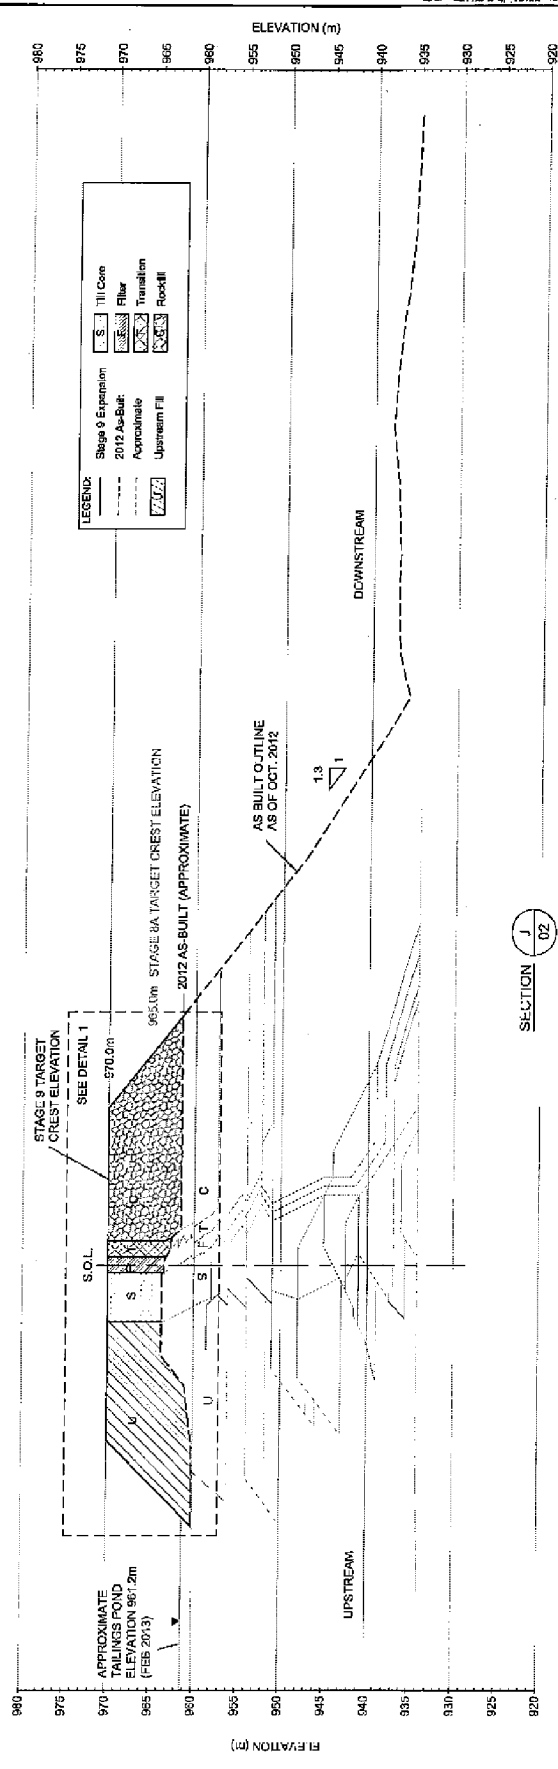 ELEVATION (m)
980
975
970
965
960
955
950
945
940
935
930
925
920
LEGEND:
Stage 9 Expansion
2012 As-Built
Approximate
U Upstream Fill
S Till Core
F Filter
T Transition
C Rockfill
DOWNSTREAM
AS BUILT OUTLINE
AS OF OCT. 2012
1.3
1
965.0m STAGE 8A TARGET CREST ELEVATION
2012 AS-BUILT (APPROXIMATE)
STAGE 9 TARGET
CREST ELEVATION
SEE DETAIL 1
970.0m
S.O.L.
U
S
F
T
C
U
S
T
C
SECTION
J
02
APPROXIMATE
TAILINGS POND
ELEVATION 961.2m
(FEB 2013)
UPSTREAM
980
975
970
965
960
955
950
945
940
935
930
925
920
ELEVATION (m)